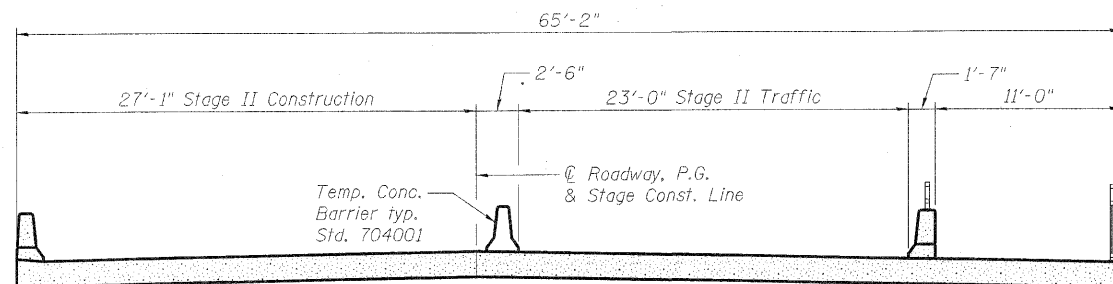 65'-2"
2'-6"
1'-7"
27'-1" Stage II Construction
23'-0" Stage II Traffic
11'-0"
℄ Roadway, P.G.
& Stage Const. Line
Temp. Conc.
Barrier typ.
Std. 704001